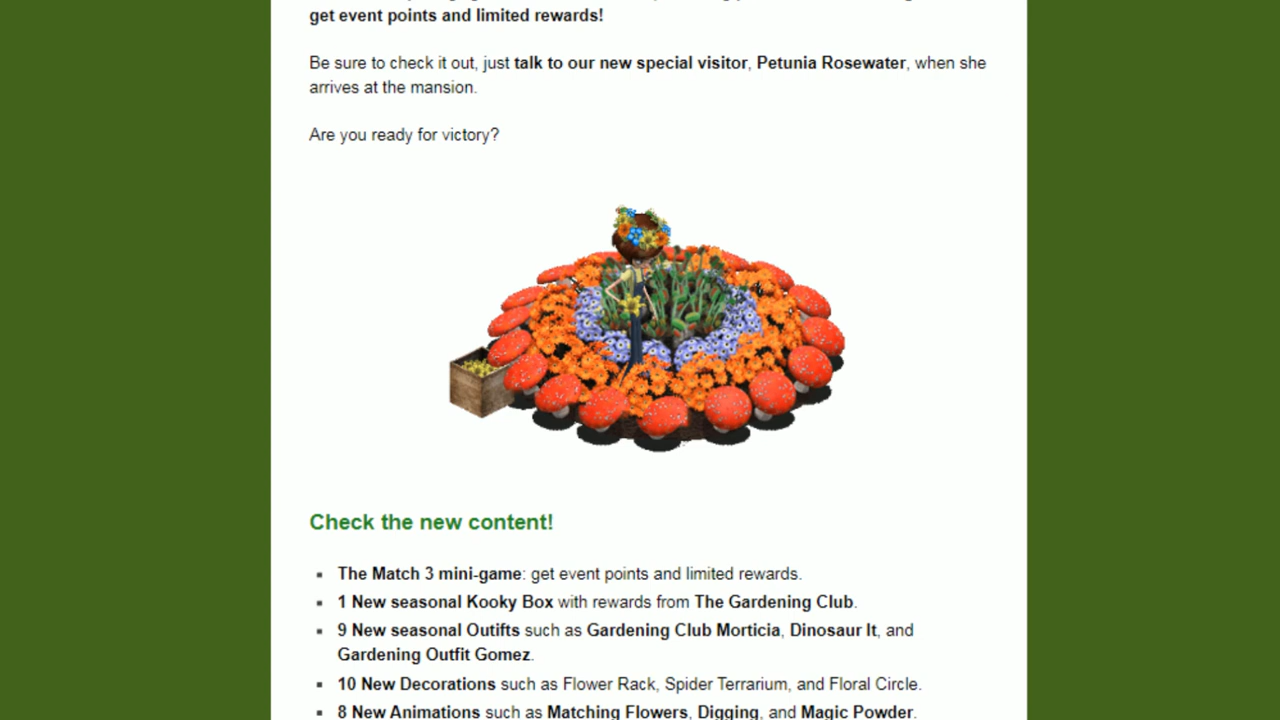 get event points and limited rewards!
Be sure to check it out, just talk to our new special visitor, Petunia Rosewater, when she
arrives at the mansion.
Are you ready for victory?
Check the new content!
▪ The Match 3 mini-game: get event points and limited rewards.
▪ 1 New seasonal Kooky Box with rewards from The Gardening Club.
▪ 9 New seasonal Outifts such as Gardening Club Morticia, Dinosaur It, and
Gardening Outfit Gomez.
▪ 10 New Decorations such as Flower Rack, Spider Terrarium, and Floral Circle.
▪ 8 New Animations such as Matching Flowers, Digging, and Magic Powder.